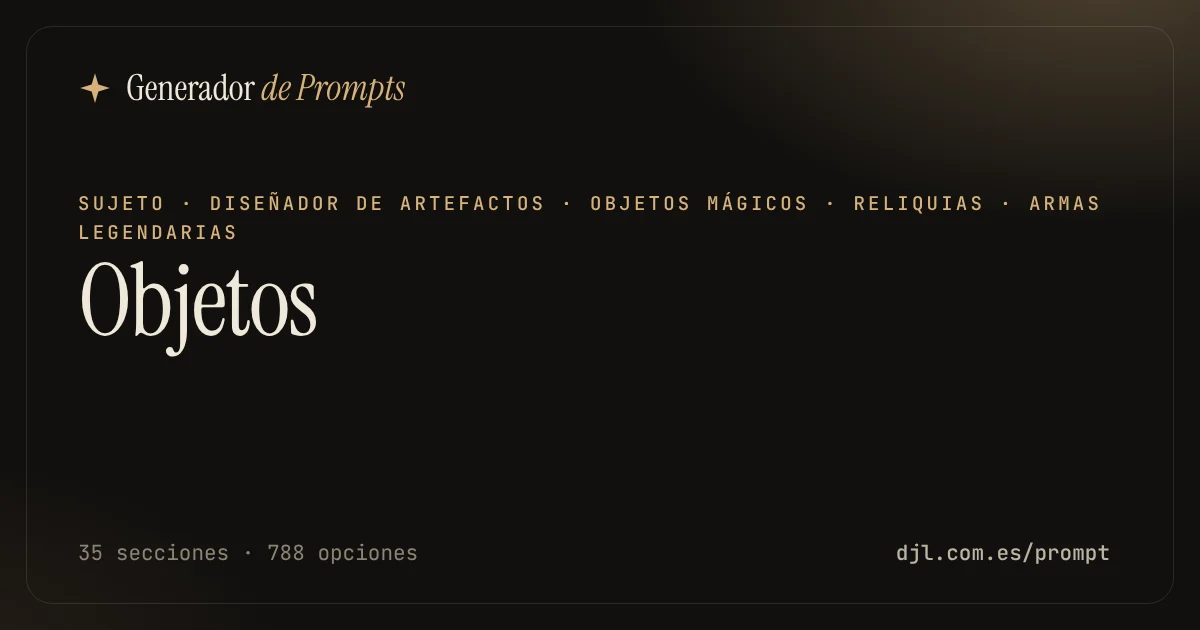 Generador de Prompts
SUJETO · DISEÑADOR DE ARTEFACTOS · OBJETOS MÁGICOS · RELIQUIAS · ARMAS
LEGENDARIAS
Objetos
35 secciones · 788 opciones
djl.com.es/prompt